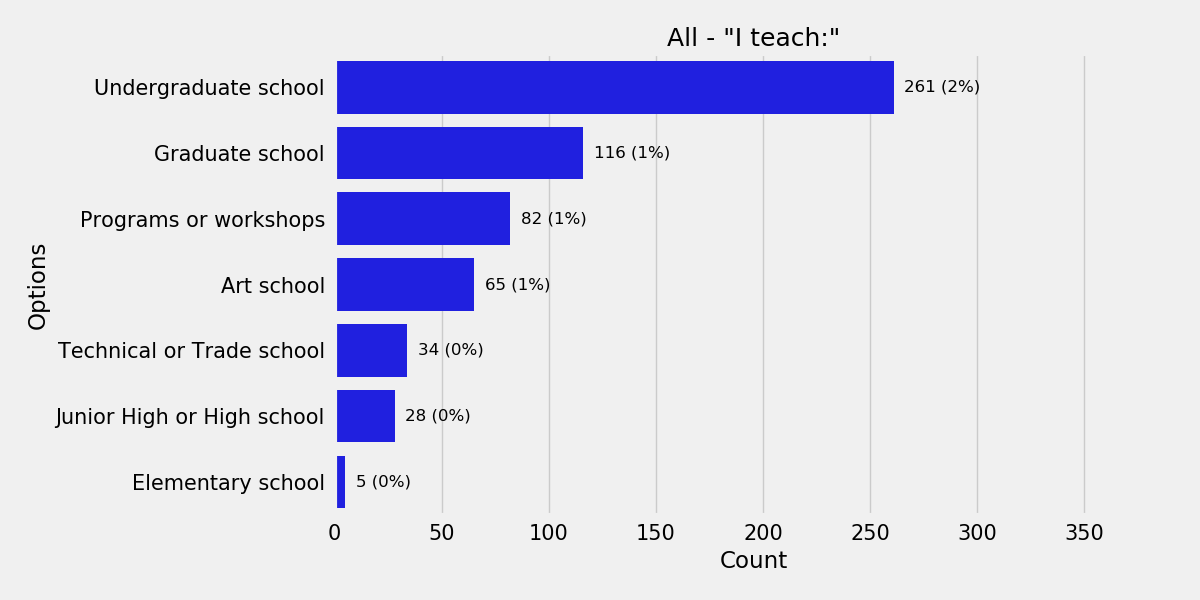 All - "I teach:"
Options
Undergraduate school 261 (2%)
Graduate school 116 (1%)
Programs or workshops 82 (1%)
Art school 65 (1%)
Technical or Trade school 34 (0%)
Junior High or High school 28 (0%)
Elementary school 5 (0%)
0 50 100 150 200 250 300 350
Count